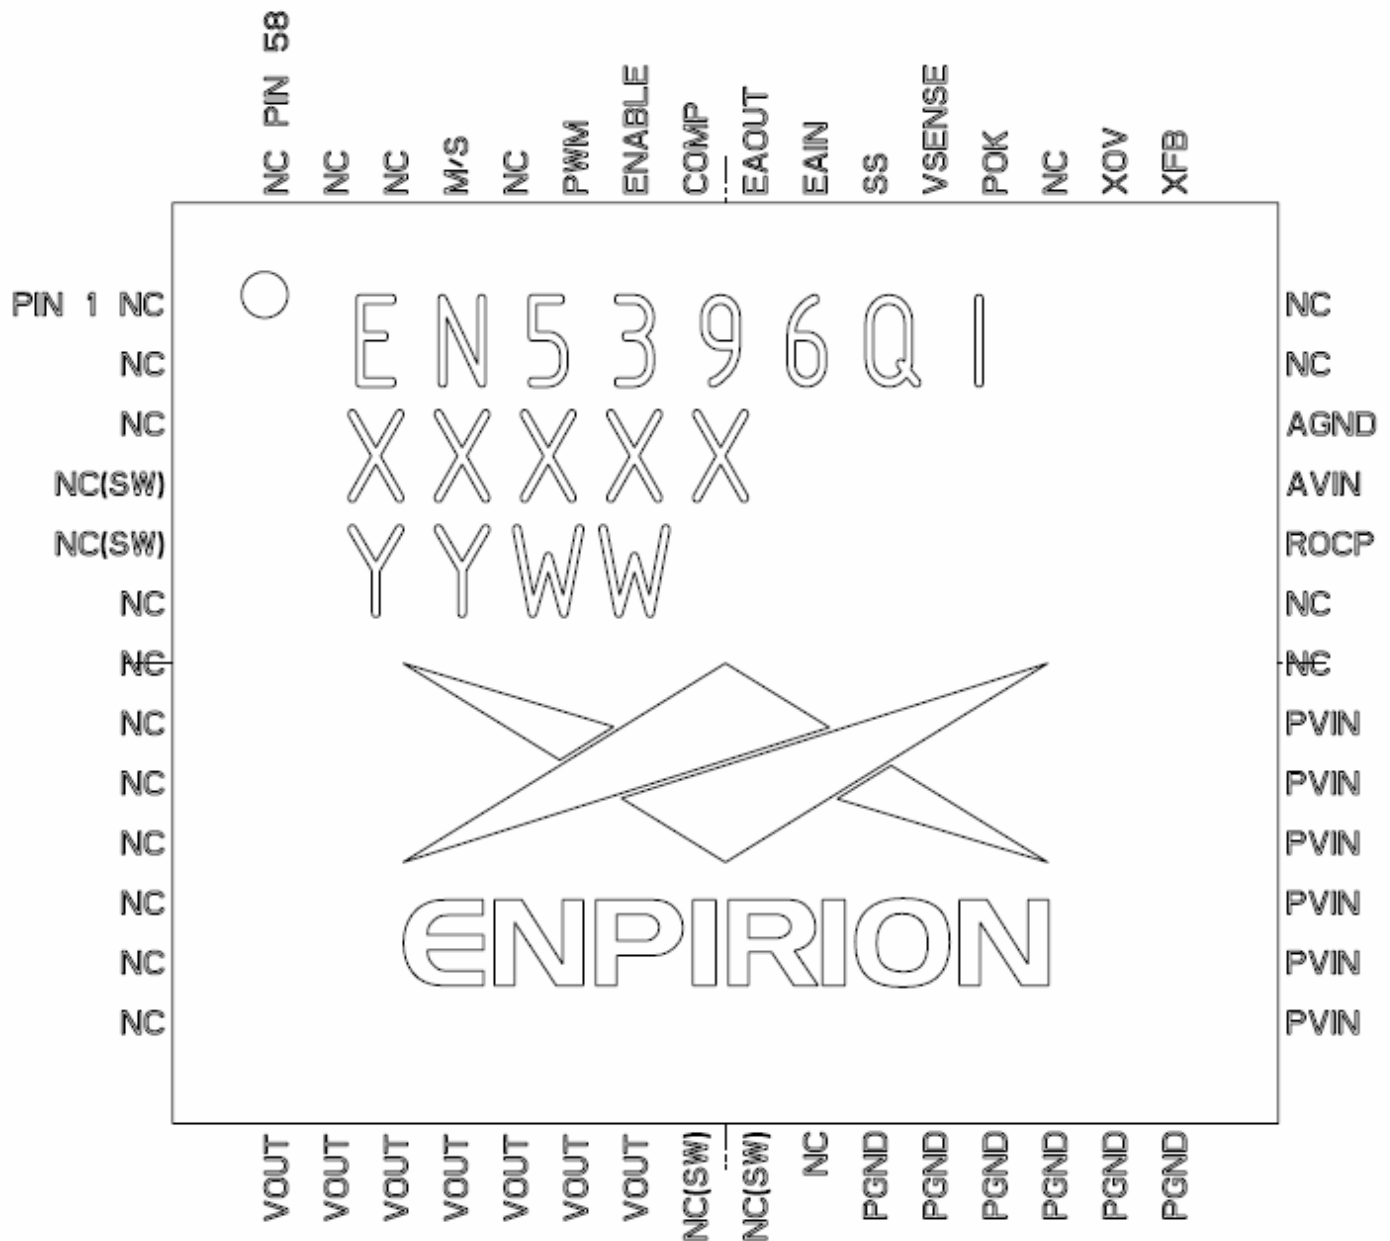 NC PIN 58
NC
NC
M/S
NC
PWM
ENABLE
COMP
EAOUT
EAIN
SS
VSENSE
POK
NC
XOV
XFB
PIN 1 NC
NC
NC
NC(SW)
NC(SW)
NC
NC
NC
NC
NC
NC
NC
NC
EN5396QI
XXXXX
YYWW
ENPIRION
NC
NC
AGND
AVIN
ROCP
NC
NC
PVIN
PVIN
PVIN
PVIN
PVIN
PVIN
VOUT
VOUT
VOUT
VOUT
VOUT
VOUT
VOUT
NC(SW)
NC(SW)
NC
PGND
PGND
PGND
PGND
PGND
PGND